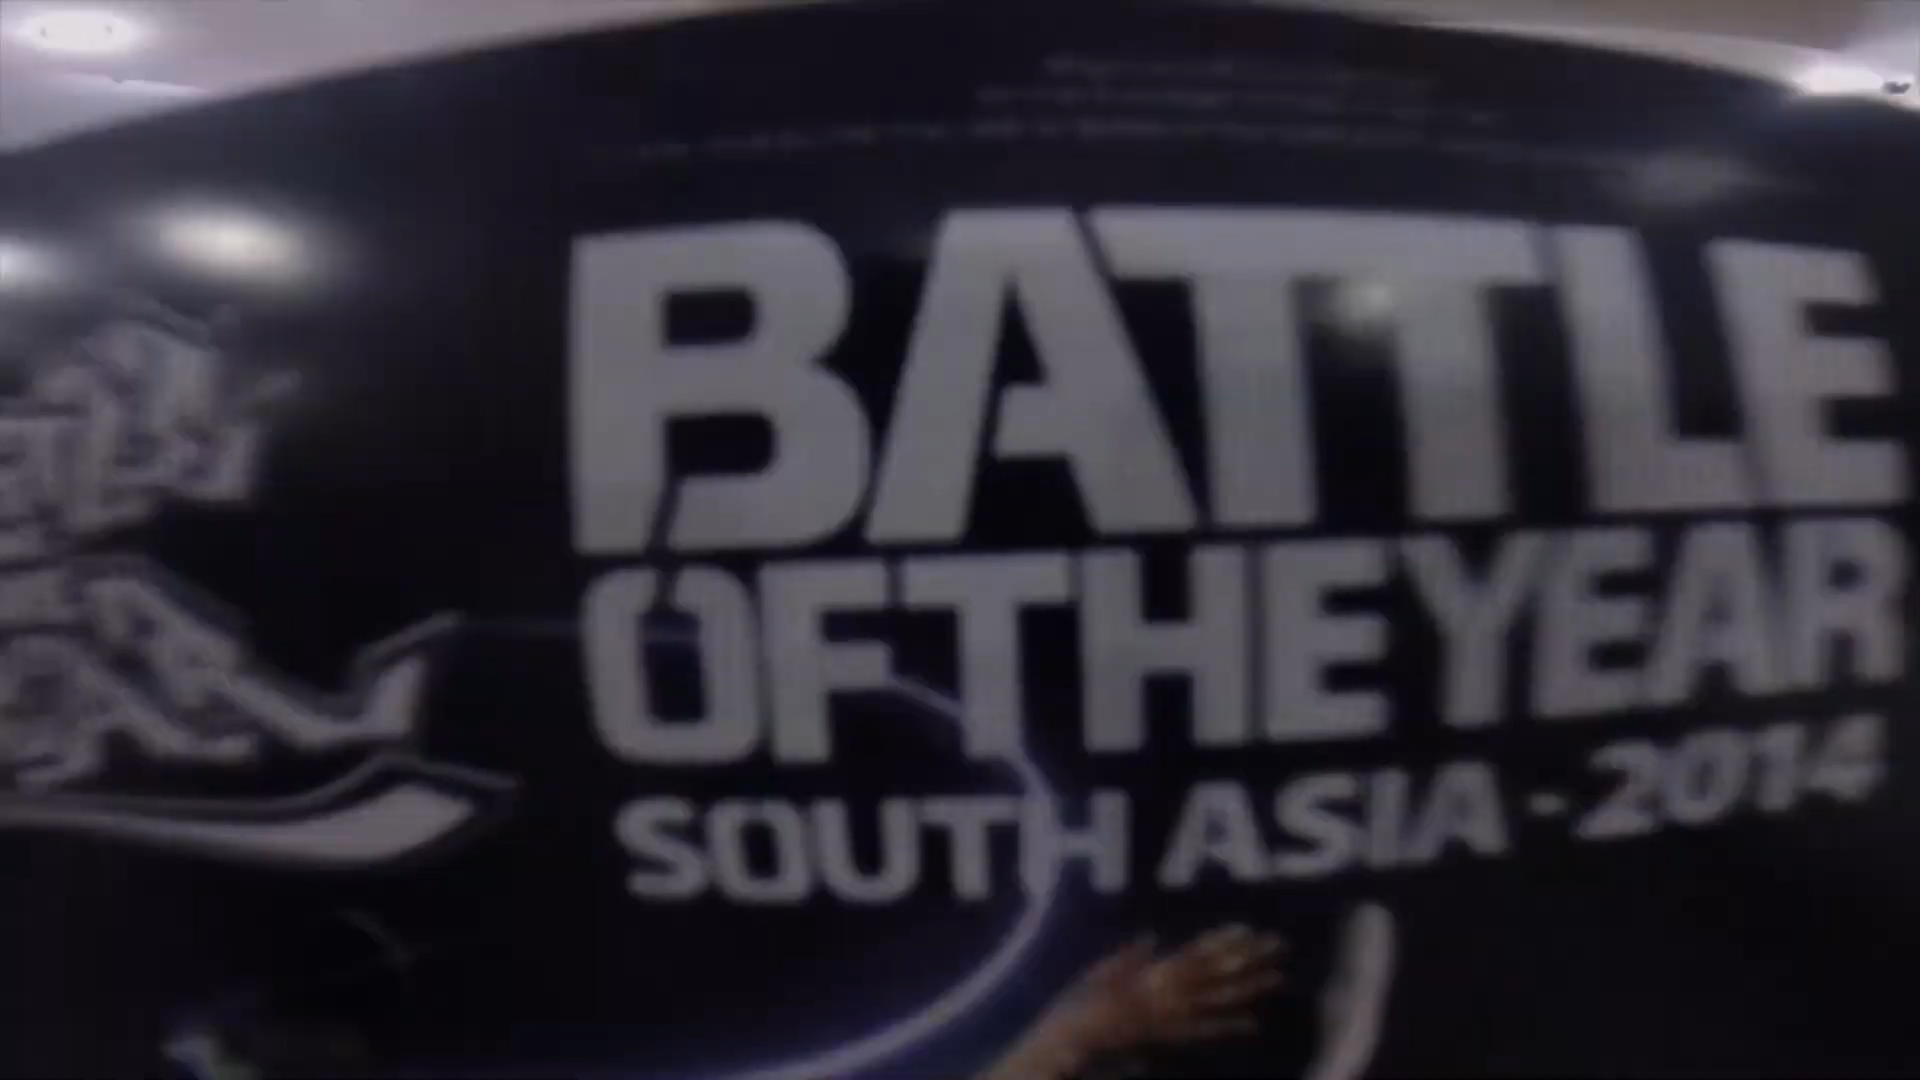 BATTLE
OF THE YEAR
SOUTH ASIA - 2014